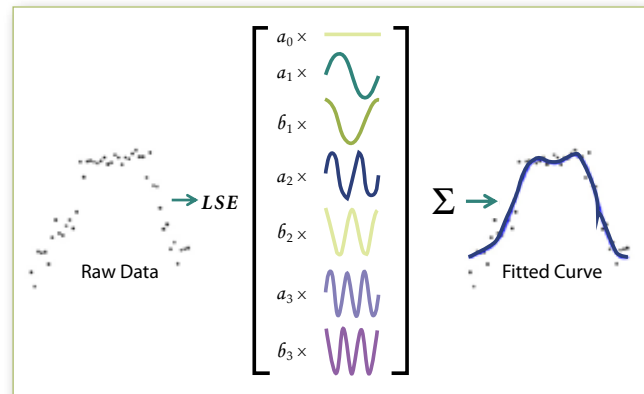 a₀ ×
a₁ ×
b₁ ×
a₂ ×
b₂ ×
a₃ ×
b₃ ×
LSE
Σ
Raw Data
Fitted Curve